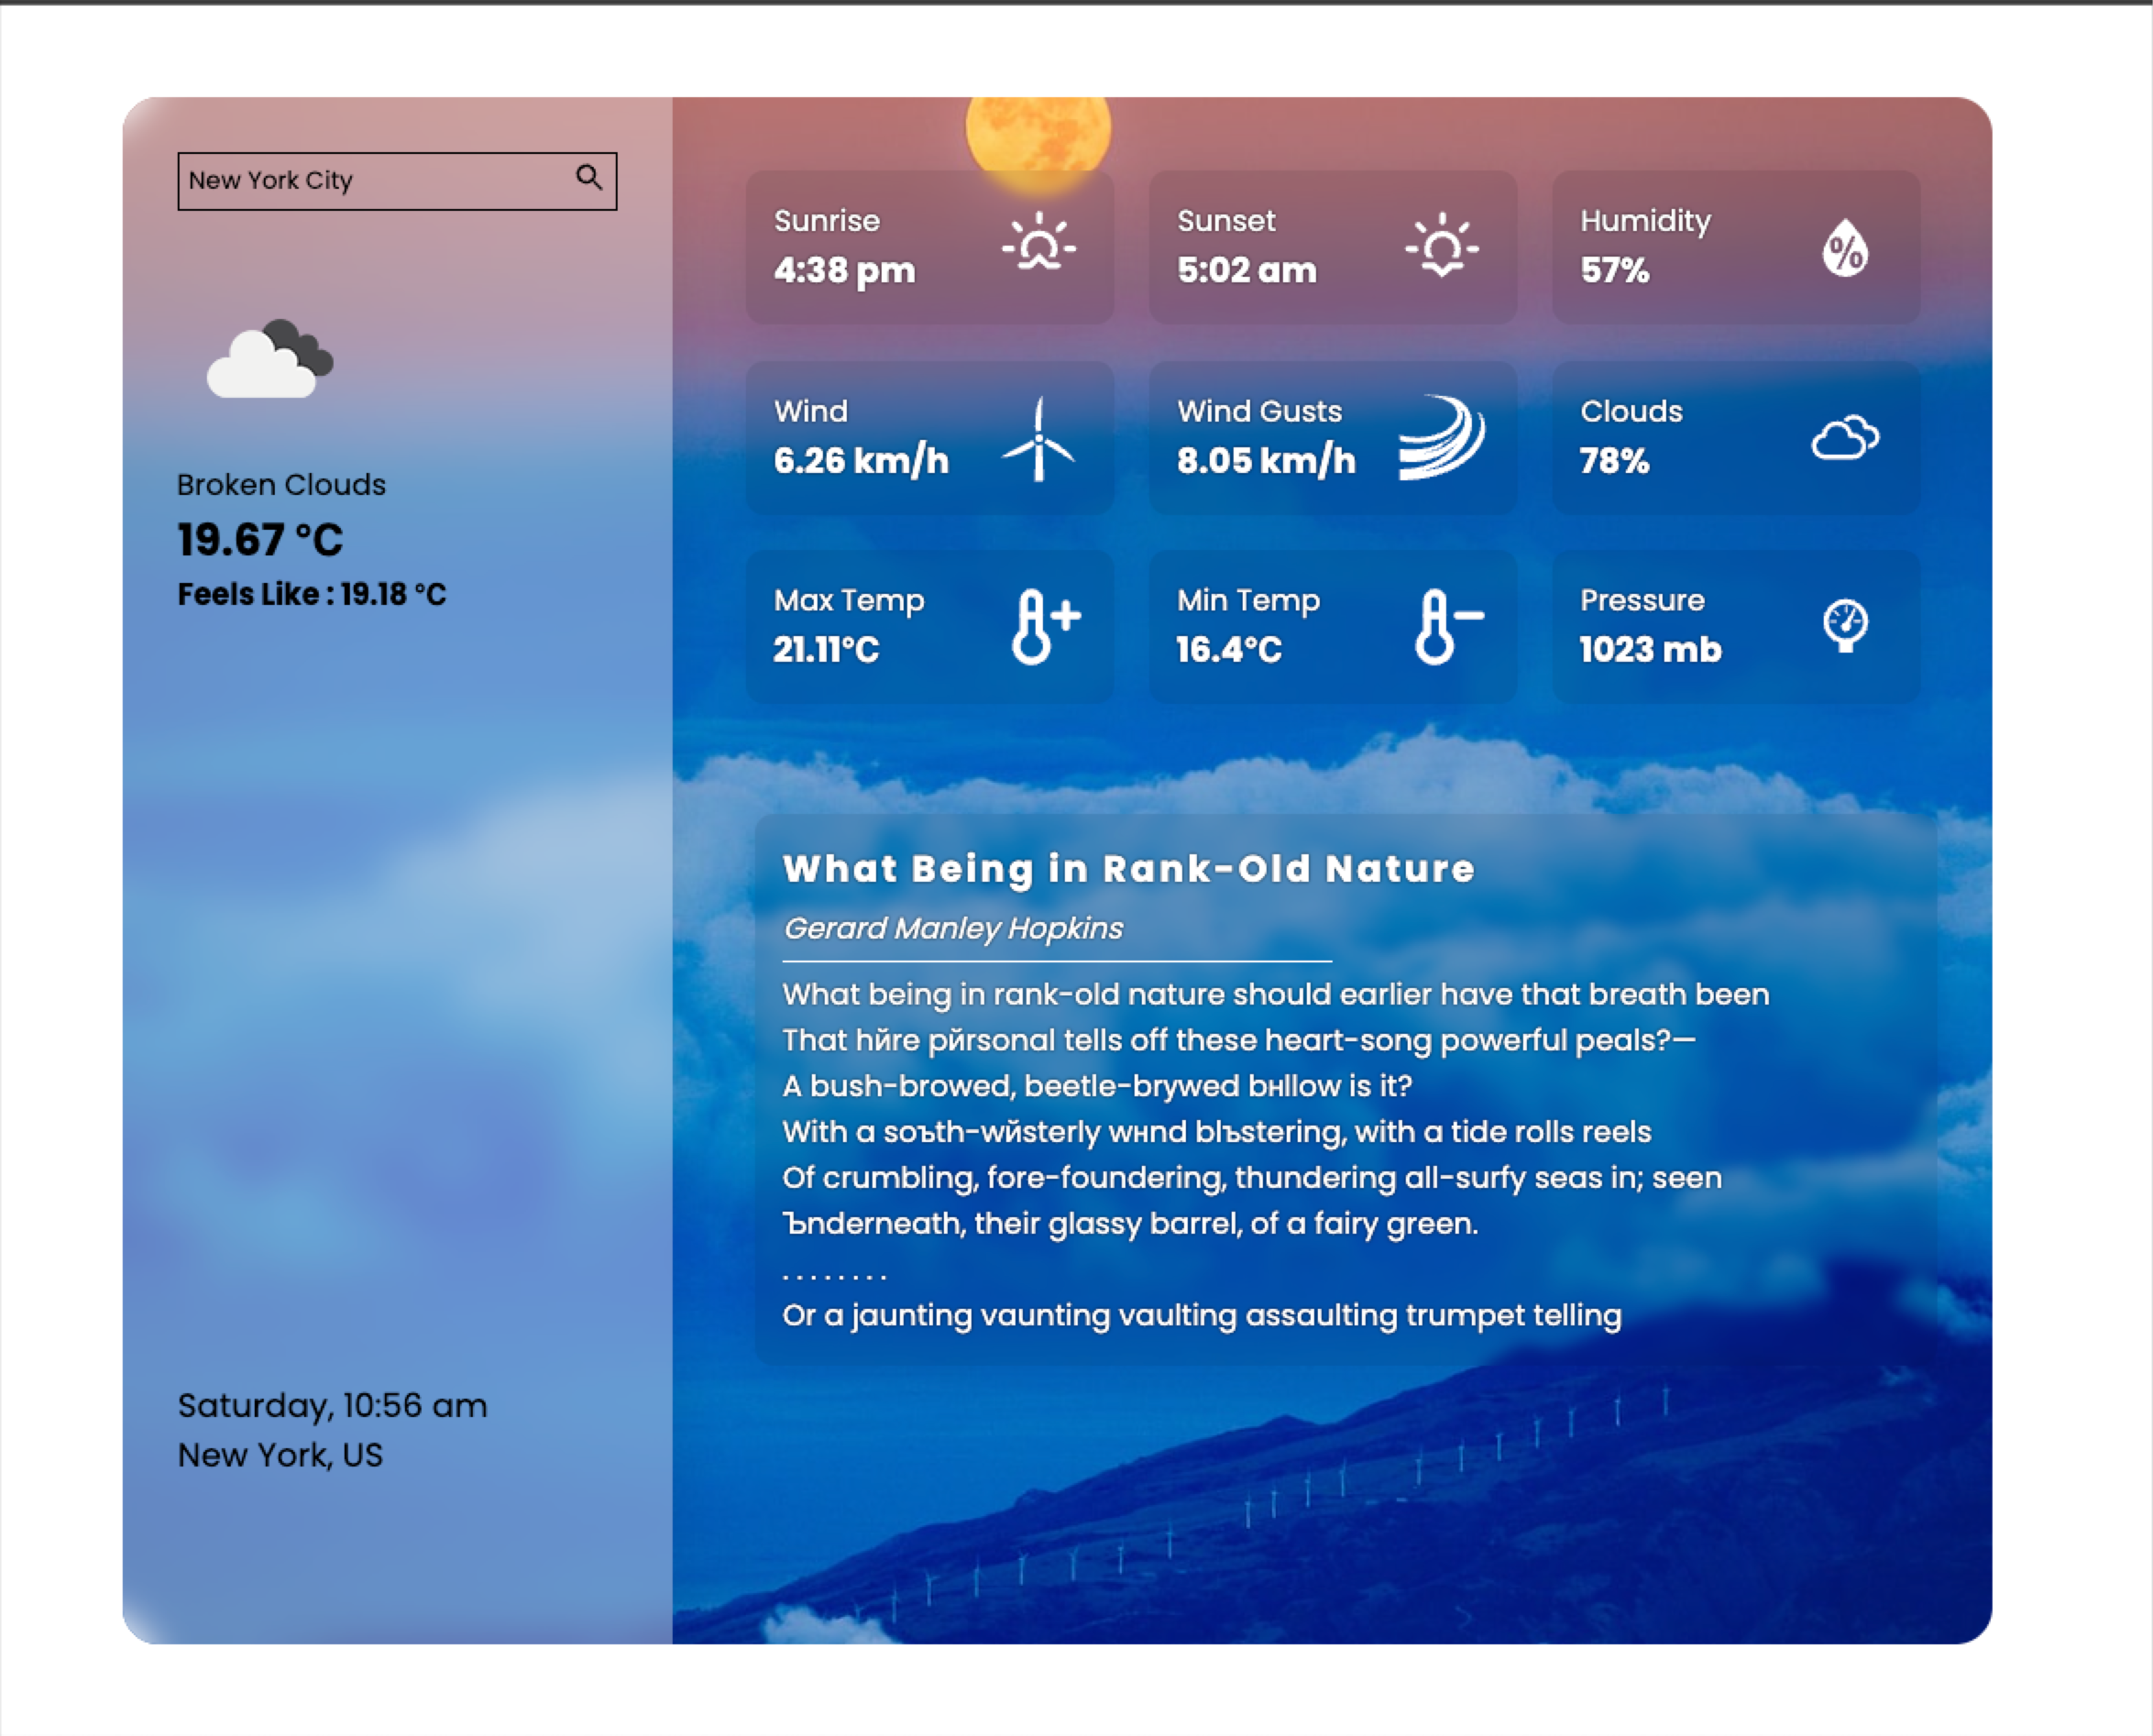 New York City
Broken Clouds
19.67 °C
Feels Like : 19.18 °C
Saturday, 10:56 am
New York, US
Sunrise
4:38 pm
Sunset
5:02 am
Humidity
57%
Wind
6.26 km/h
Wind Gusts
8.05 km/h
Clouds
78%
Max Temp
21.11°C
Min Temp
16.4°C
Pressure
1023 mb
What Being in Rank-Old Nature
Gerard Manley Hopkins
What being in rank-old nature should earlier have that breath been
That hйre pйrsonal tells off these heart-song powerful peals?—
A bush-browed, beetle-brуwed bнllow is it?
With a soъth-wйsterly wнnd blъstering, with a tide rolls reels
Of crumbling, fore-foundering, thundering all-surfy seas in; seen
Ъnderneath, their glassy barrel, of a fairy green.
. . . . . . . .
Or a jaunting vaunting vaulting assaulting trumpet telling